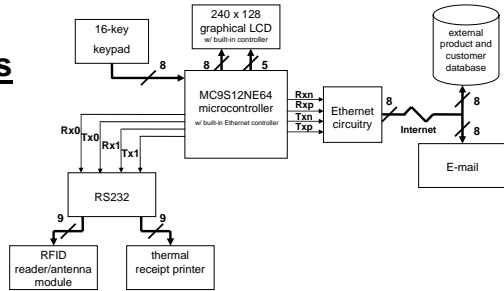 s
16-key
keypad
8
240 x 128
graphical LCD
w/ built-in controller
8
5
MC9S12NE64
microcontroller
w/ built-in Ethernet controller
Rxn
Rxp
Txn
Txp
Ethernet
circuitry
8
Internet
external
product and
customer
database
8
8
E-mail
Rx0
Tx0
Rx1
Tx1
RS232
9
9
RFID
reader/antenna
module
thermal
receipt printer